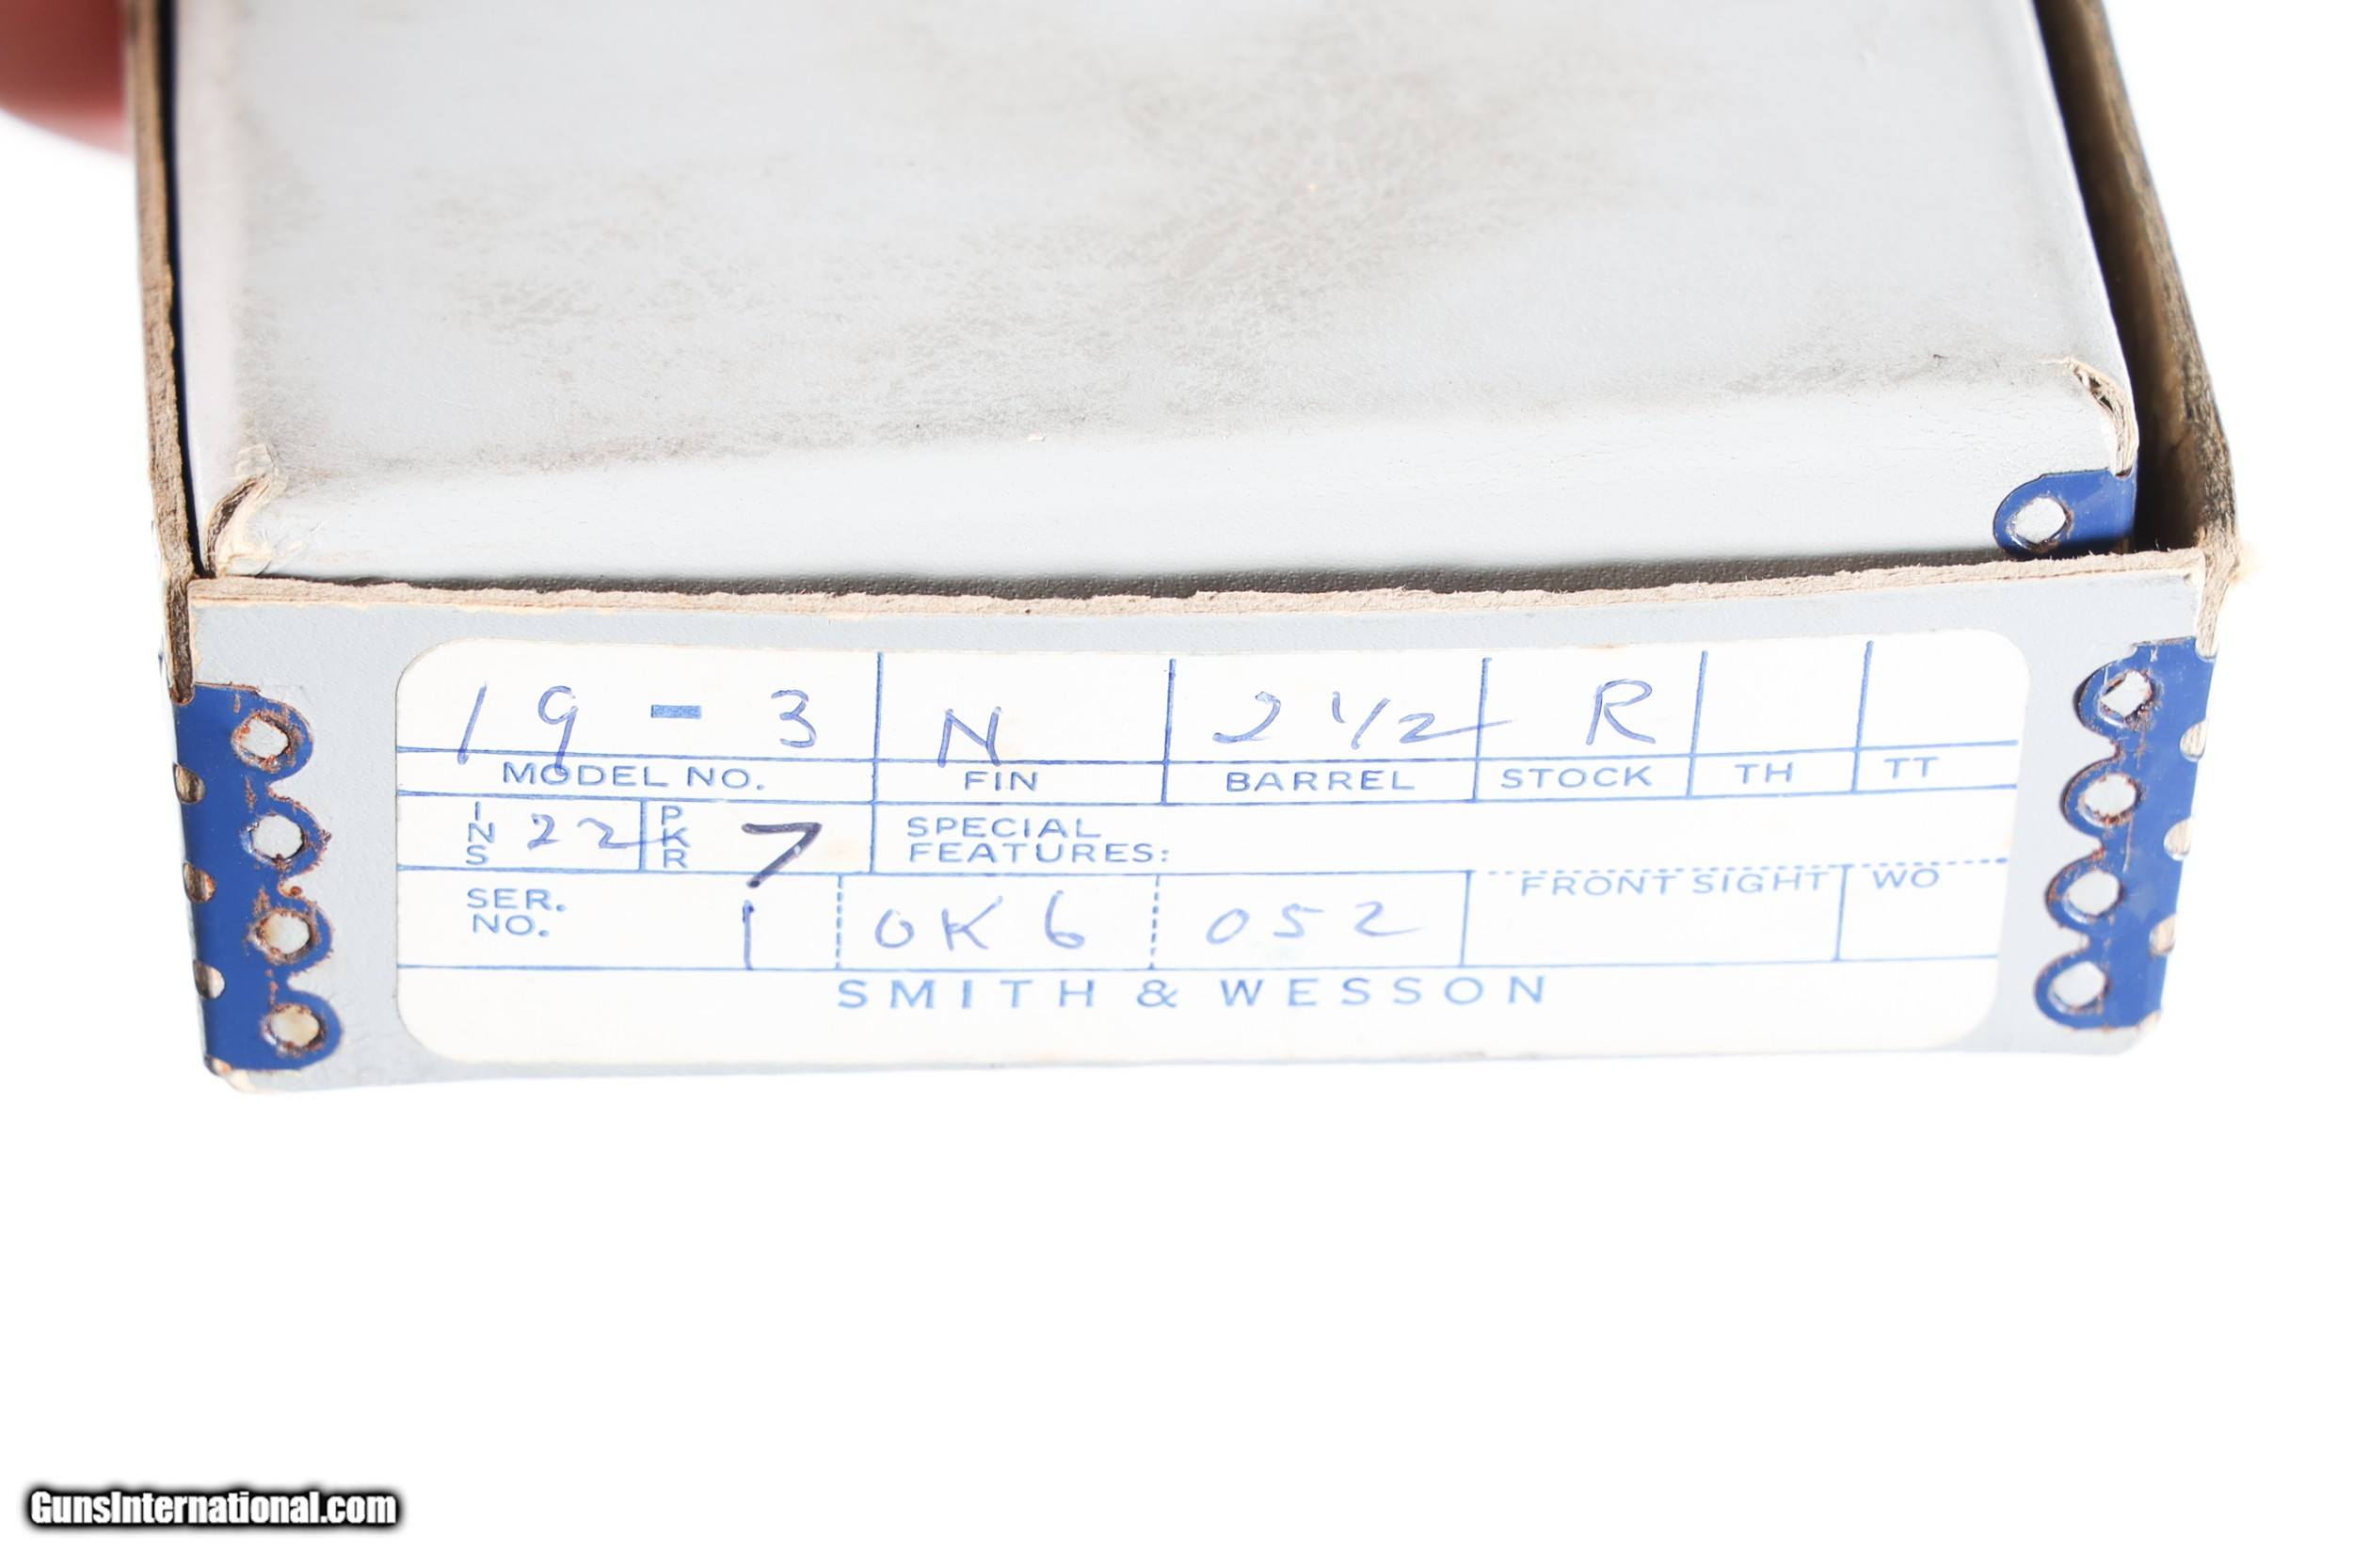 19 - 3 N 2 1/2 R
MODEL NO. FIN BARREL STOCK TH TT
INS 22 PKR 7 SPECIAL FEATURES:
SER. NO. 1 0K6 052 FRONT SIGHT WO
SMITH & WESSON
GunsInternational.com